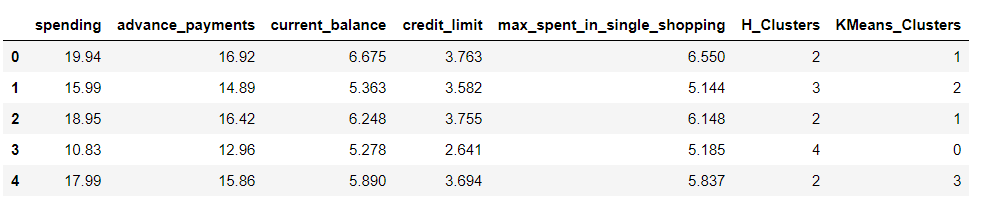 spending advance_payments current_balance credit_limit max_spent_in_single_shopping H_Clusters KMeans_Clusters
0 19.94 16.92 6.675 3.763 6.550 2 1
1 15.99 14.89 5.363 3.582 5.144 3 2
2 18.95 16.42 6.248 3.755 6.148 2 1
3 10.83 12.96 5.278 2.641 5.185 4 0
4 17.99 15.86 5.890 3.694 5.837 2 3